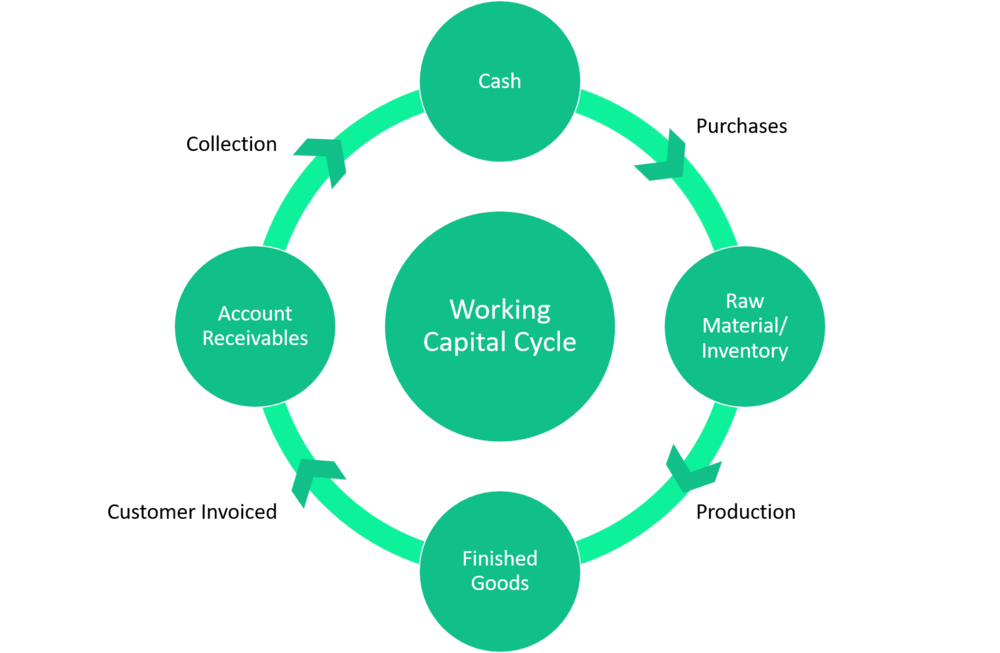 Cash
Purchases
Collection
Raw
Material/
Inventory
Working
Capital Cycle
Account
Receivables
Production
Customer Invoiced
Finished
Goods